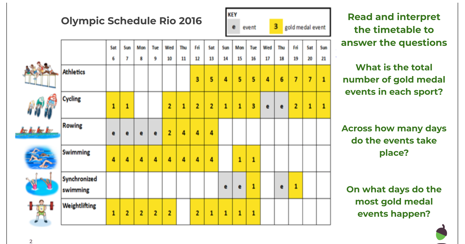 Olympic Schedule Rio 2016
KEY
e event 3 gold medal event
Sat Sun Mon Tue Wed Thu Fri Sat Sun Mon Tue Wed Thu Fri Sat Sun
6 7 8 9 10 11 12 13 14 15 16 17 18 19 20 21
Athletics 3 5 4 5 5 4 6 7 7 1
Cycling 1 1 2 1 2 2 1 1 3 e e 2 1 1
Rowing e e e e 2 4 4 4
Swimming 4 4 4 4 4 4 4 4 1 1
Synchronized
swimming e e 1 e 1
Weightlifting 1 2 2 2 2 2 1 1 1 1
Read and interpret
the timetable to
answer the questions
What is the total
number of gold medal
events in each sport?
Across how many days
do the events take
place?
On what days do the
most gold medal
events happen?
2